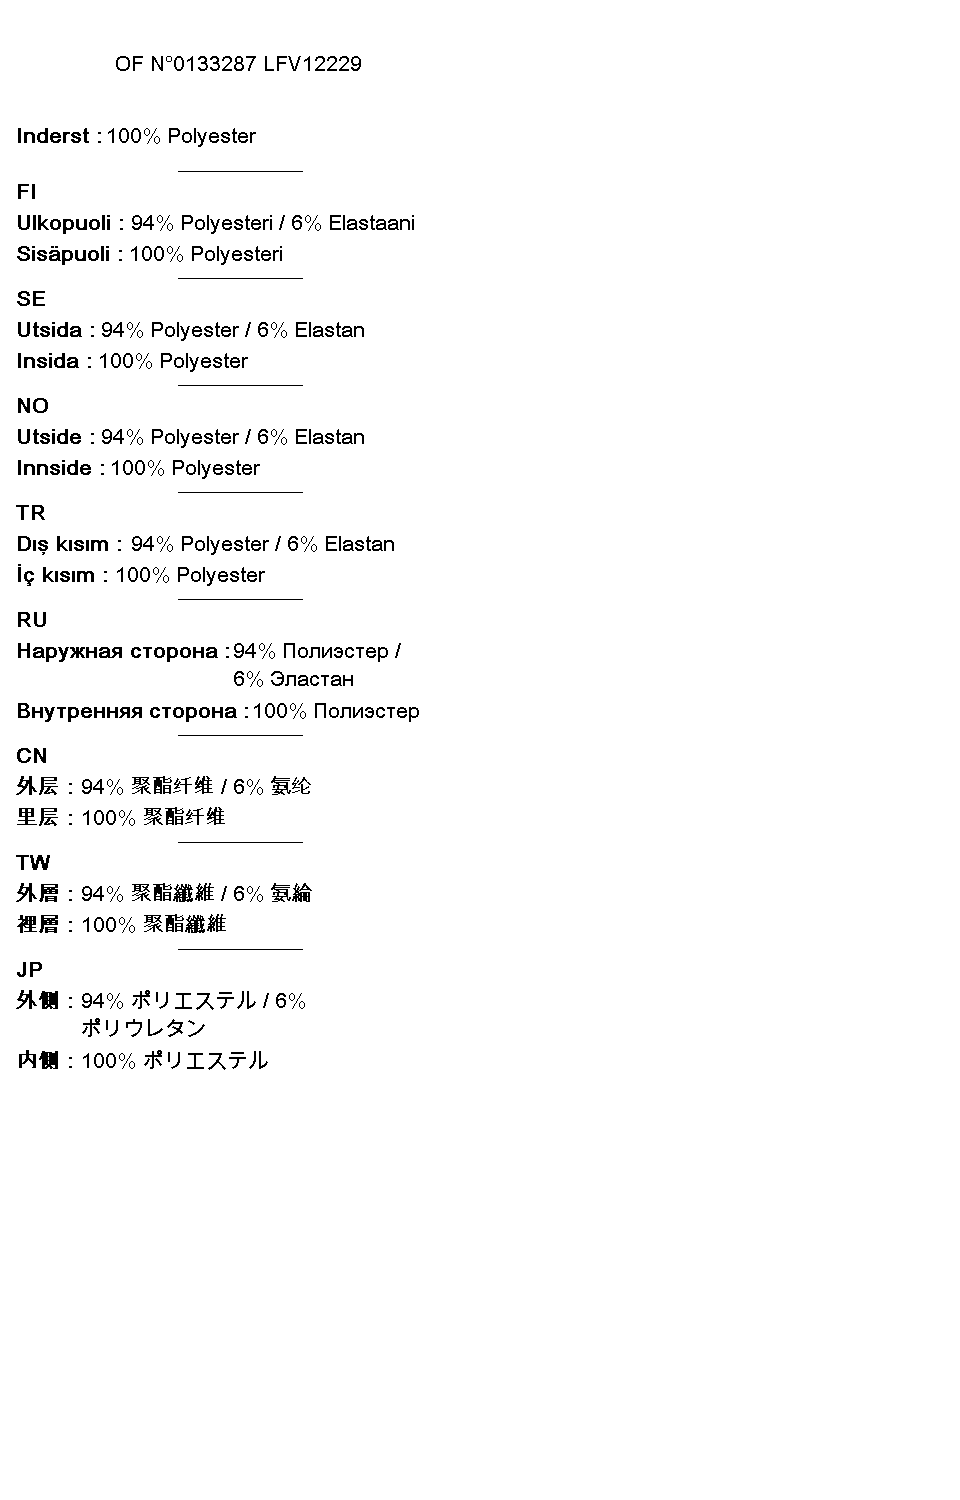 OF N°0133287 LFV12229
Inderst : 100% Polyester
FI
Ulkopuoli : 94% Polyesteri / 6% Elastaani
Sisäpuoli : 100% Polyesteri
SE
Utsida : 94% Polyester / 6% Elastan
Insida : 100% Polyester
NO
Utside : 94% Polyester / 6% Elastan
Innside : 100% Polyester
TR
Dış kısım : 94% Polyester / 6% Elastan
İç kısım : 100% Polyester
RU
Наружная сторона : 94% Полиэстер /
6% Эластан
Внутренняя сторона : 100% Полиэстер
CN
外层 : 94% 聚酯纤维 / 6% 氨纶
里层 : 100% 聚酯纤维
TW
外層 : 94% 聚酯纖維 / 6% 氨綸
裡層 : 100% 聚酯纖維
JP
外側 : 94% ポリエステル / 6%
ポリウレタン
内側 : 100% ポリエステル